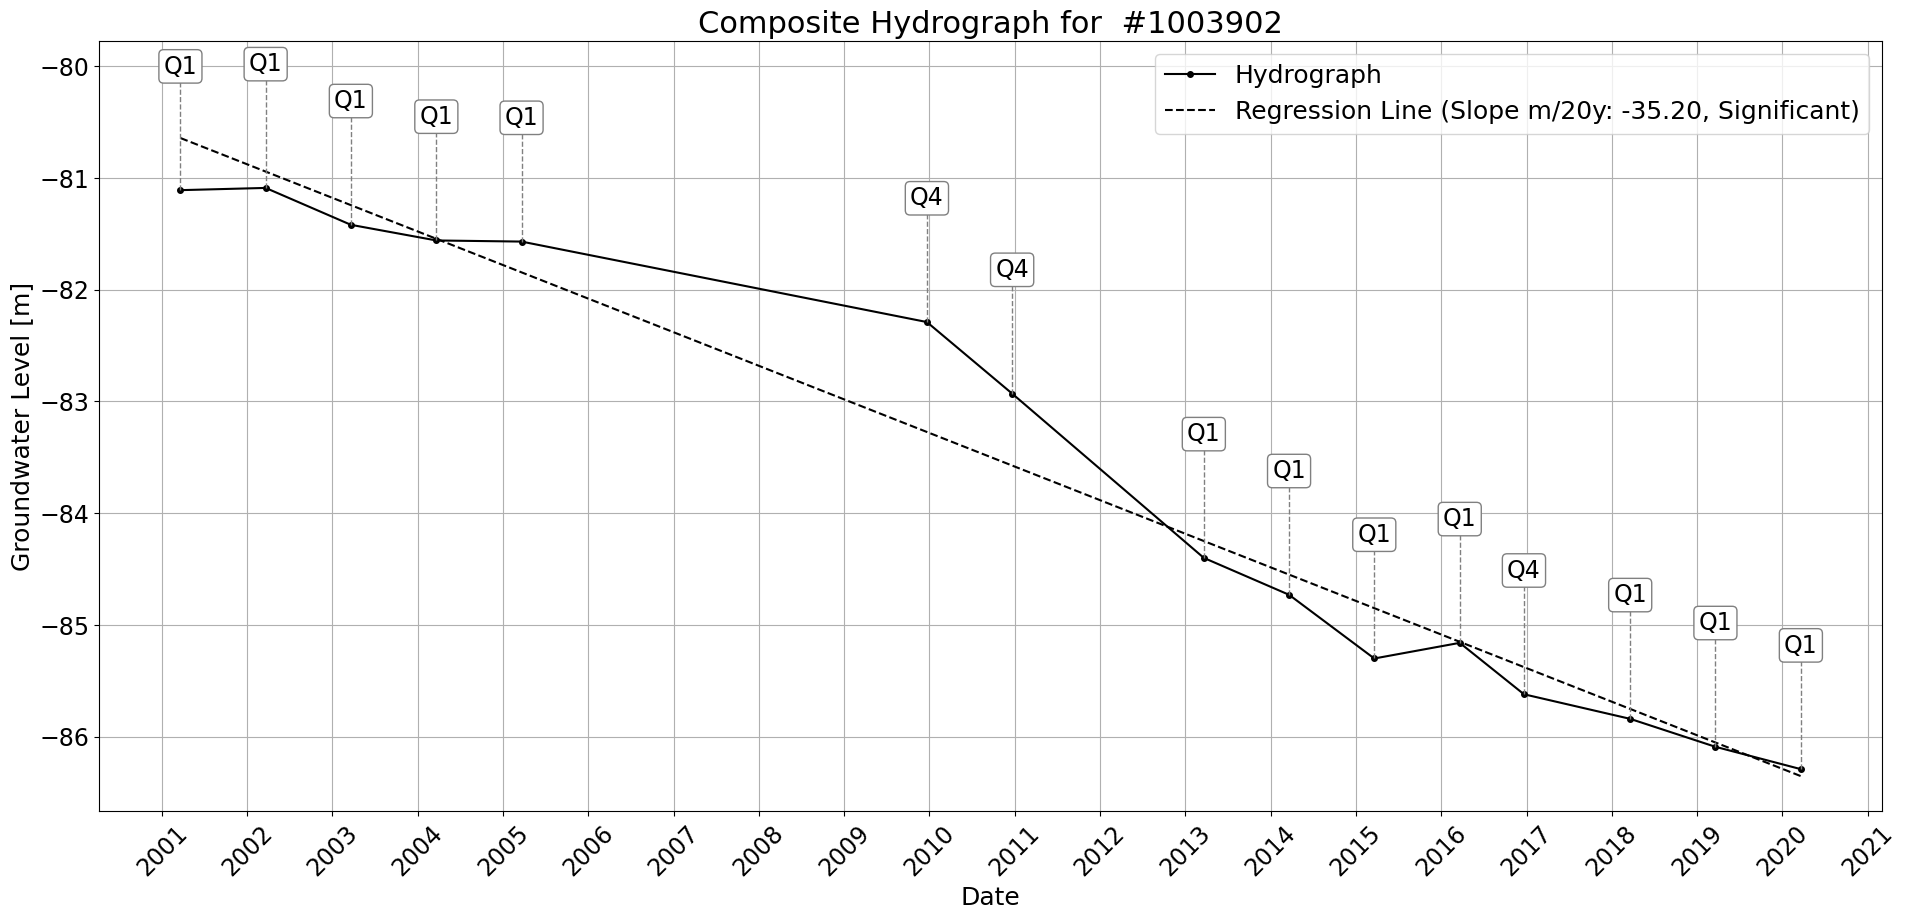 Composite Hydrograph for  #1003902
Hydrograph
Regression Line (Slope m/20y: -35.20, Significant)
Groundwater Level [m]
−80
−81
−82
−83
−84
−85
−86
Q1
Q1
Q1
Q1
Q1
Q4
Q4
Q1
Q1
Q1
Q1
Q4
Q1
Q1
Q1
2001
2002
2003
2004
2005
2006
2007
2008
2009
2010
2011
2012
2013
2014
2015
2016
2017
2018
2019
2020
2021
Date